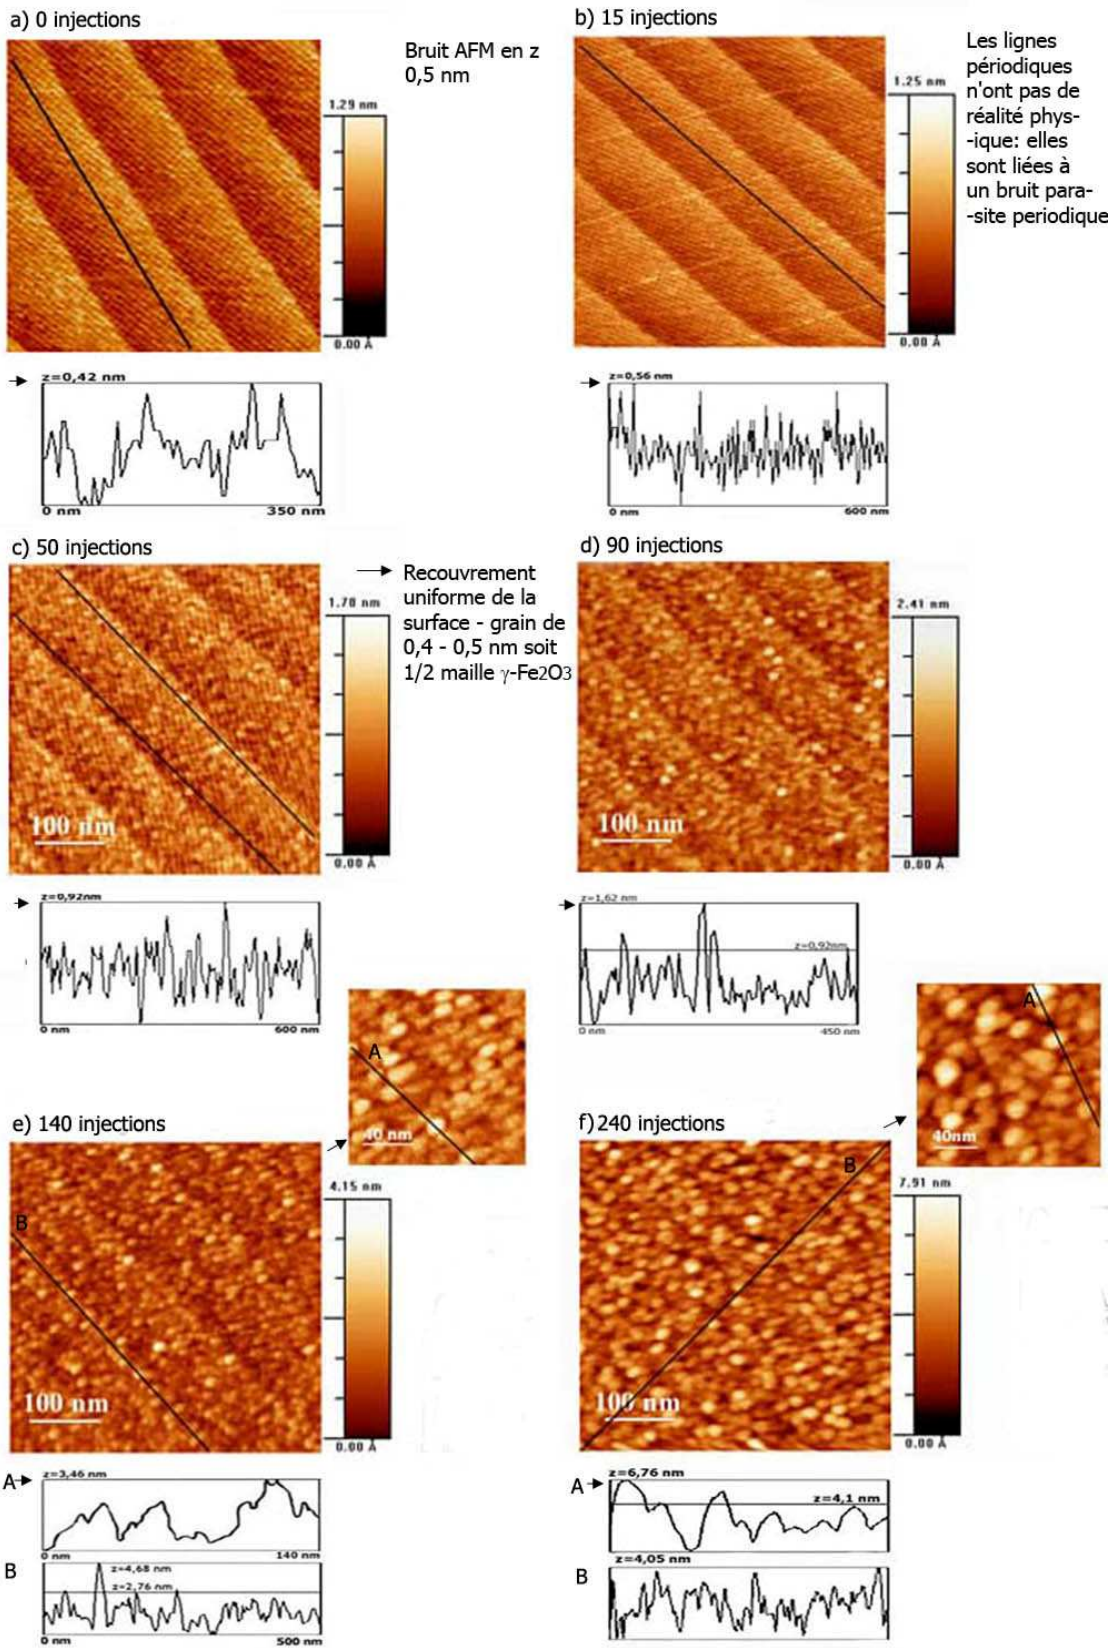 a) 0 injections
Bruit AFM en z
0,5 nm
1.29 nm
0.00 Å
z=0,42 nm
0 nm
350 nm
b) 15 injections
Les lignes
périodiques
n'ont pas de
réalité phys-
-ique: elles
sont liées à
un bruit para-
-site periodique
1.25 nm
0.00 Å
z=0,56 nm
0 nm
600 nm
c) 50 injections
Recouvrement
uniforme de la
surface - grain de
0,4 - 0,5 nm soit
1/2 maille γ-Fe2O3
1.78 nm
0.00 Å
100 nm
z=0,92nm
0 nm
600 nm
d) 90 injections
2.41 nm
0.00 Å
100 nm
z=1,62 nm
z=0,92nm
0 nm
450 nm
e) 140 injections
A
40 nm
B
4.15 nm
0.00 Å
100 nm
A
z=3,46 nm
0 nm
140 nm
B
z=4,68 nm
z=2,76 nm
0 nm
500 nm
f) 240 injections
A
40nm
B
7.91 nm
0.00 Å
100 nm
A
z=6,76 nm
z=4,1 nm
B
z=4,05 nm